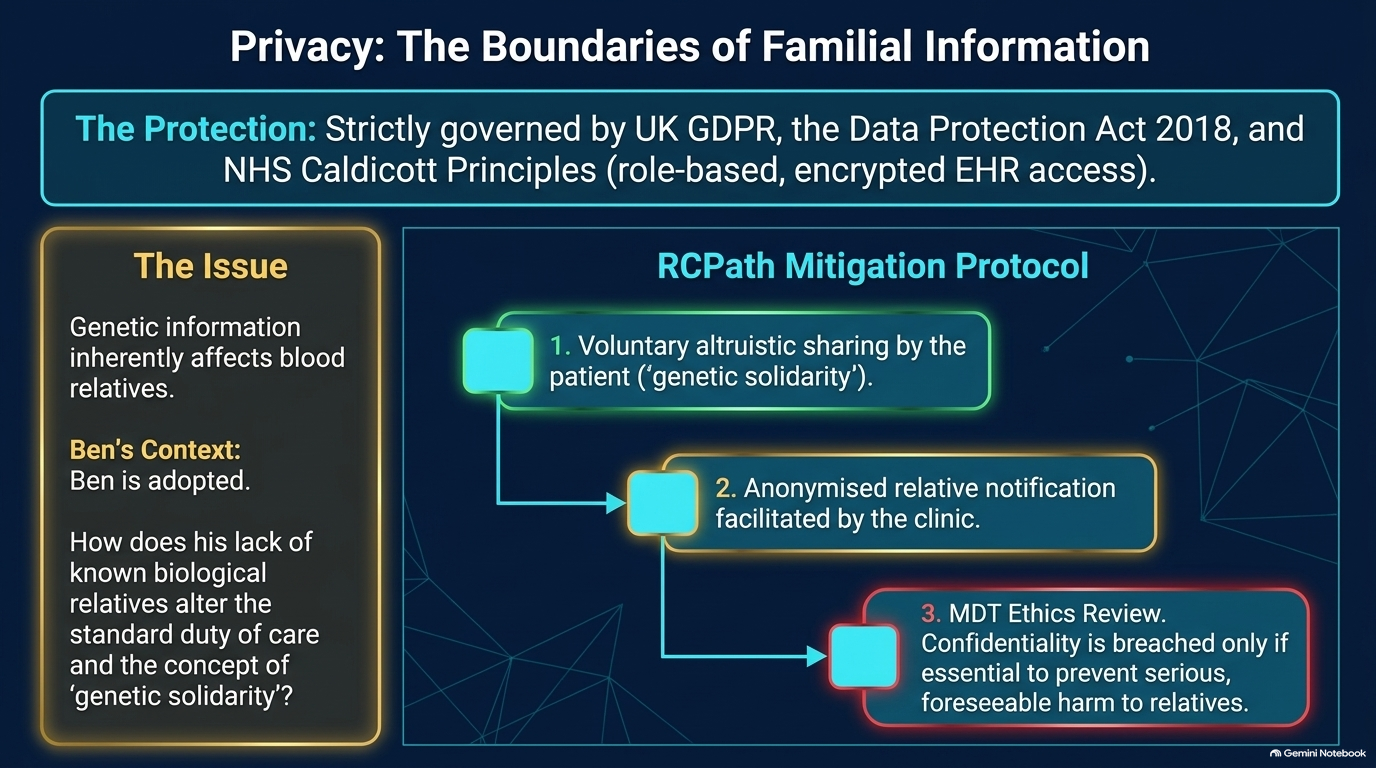 Privacy: The Boundaries of Familial Information
The Protection: Strictly governed by UK GDPR, the Data Protection Act 2018, and
NHS Caldicott Principles (role-based, encrypted EHR access).
The Issue
Genetic information
inherently affects blood
relatives.
Ben's Context:
Ben is adopted.
How does his lack of
known biological
relatives alter the
standard duty of care
and the concept of
‘genetic solidarity’?
RCPath Mitigation Protocol
1. Voluntary altruistic sharing by the
patient (‘genetic solidarity’).
2. Anonymised relative notification
facilitated by the clinic.
3. MDT Ethics Review.
Confidentiality is breached only if
essential to prevent serious,
foreseeable harm to relatives.
Gemini Notebook